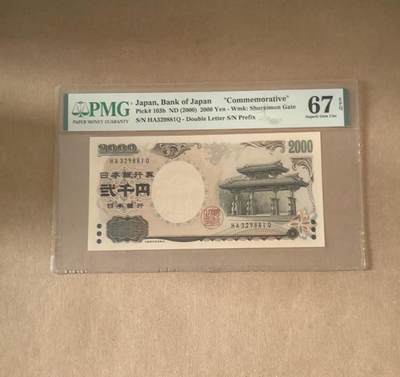 PMG
PAPER MONEY GUARANTY
Japan, Bank of Japan "Commemorative"
Pick# 103b ND (2000) 2000 Yen - Wmk: Shureimon Gate
S/N HA329881Q - Double Letter S/N Prefix
67 EPQ
Superb Gem Unc
2000
2000
HA329881Q
日本銀行券
弐千円
日本銀行
HA329881Q